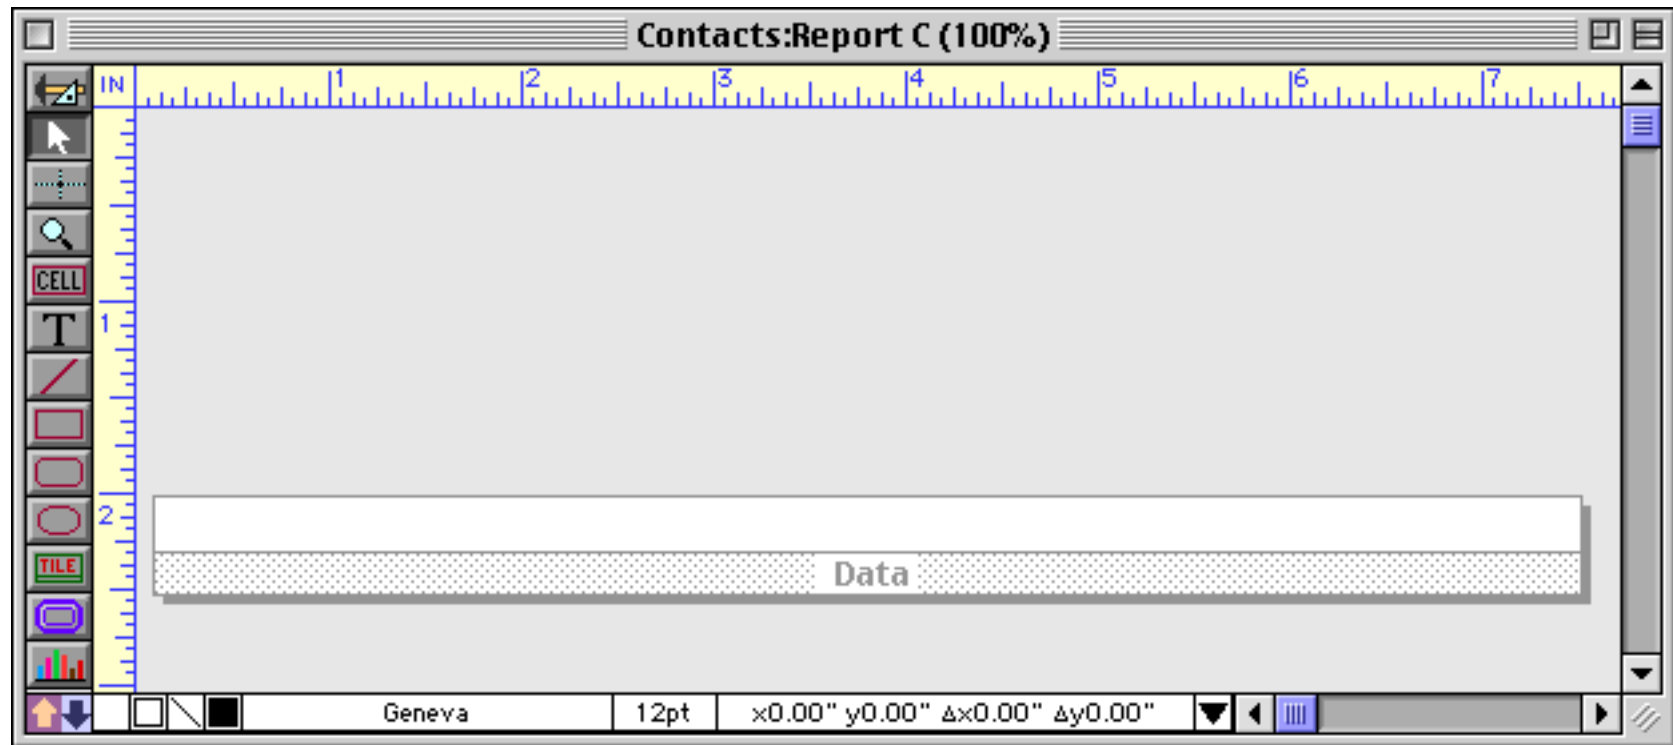 Contacts:Report C (100%)
IN 1 2 3 4 5 6 7
CELL
T
1
2
TILE
Data
Geneva 12pt x0.00" y0.00" Δx0.00" Δy0.00"